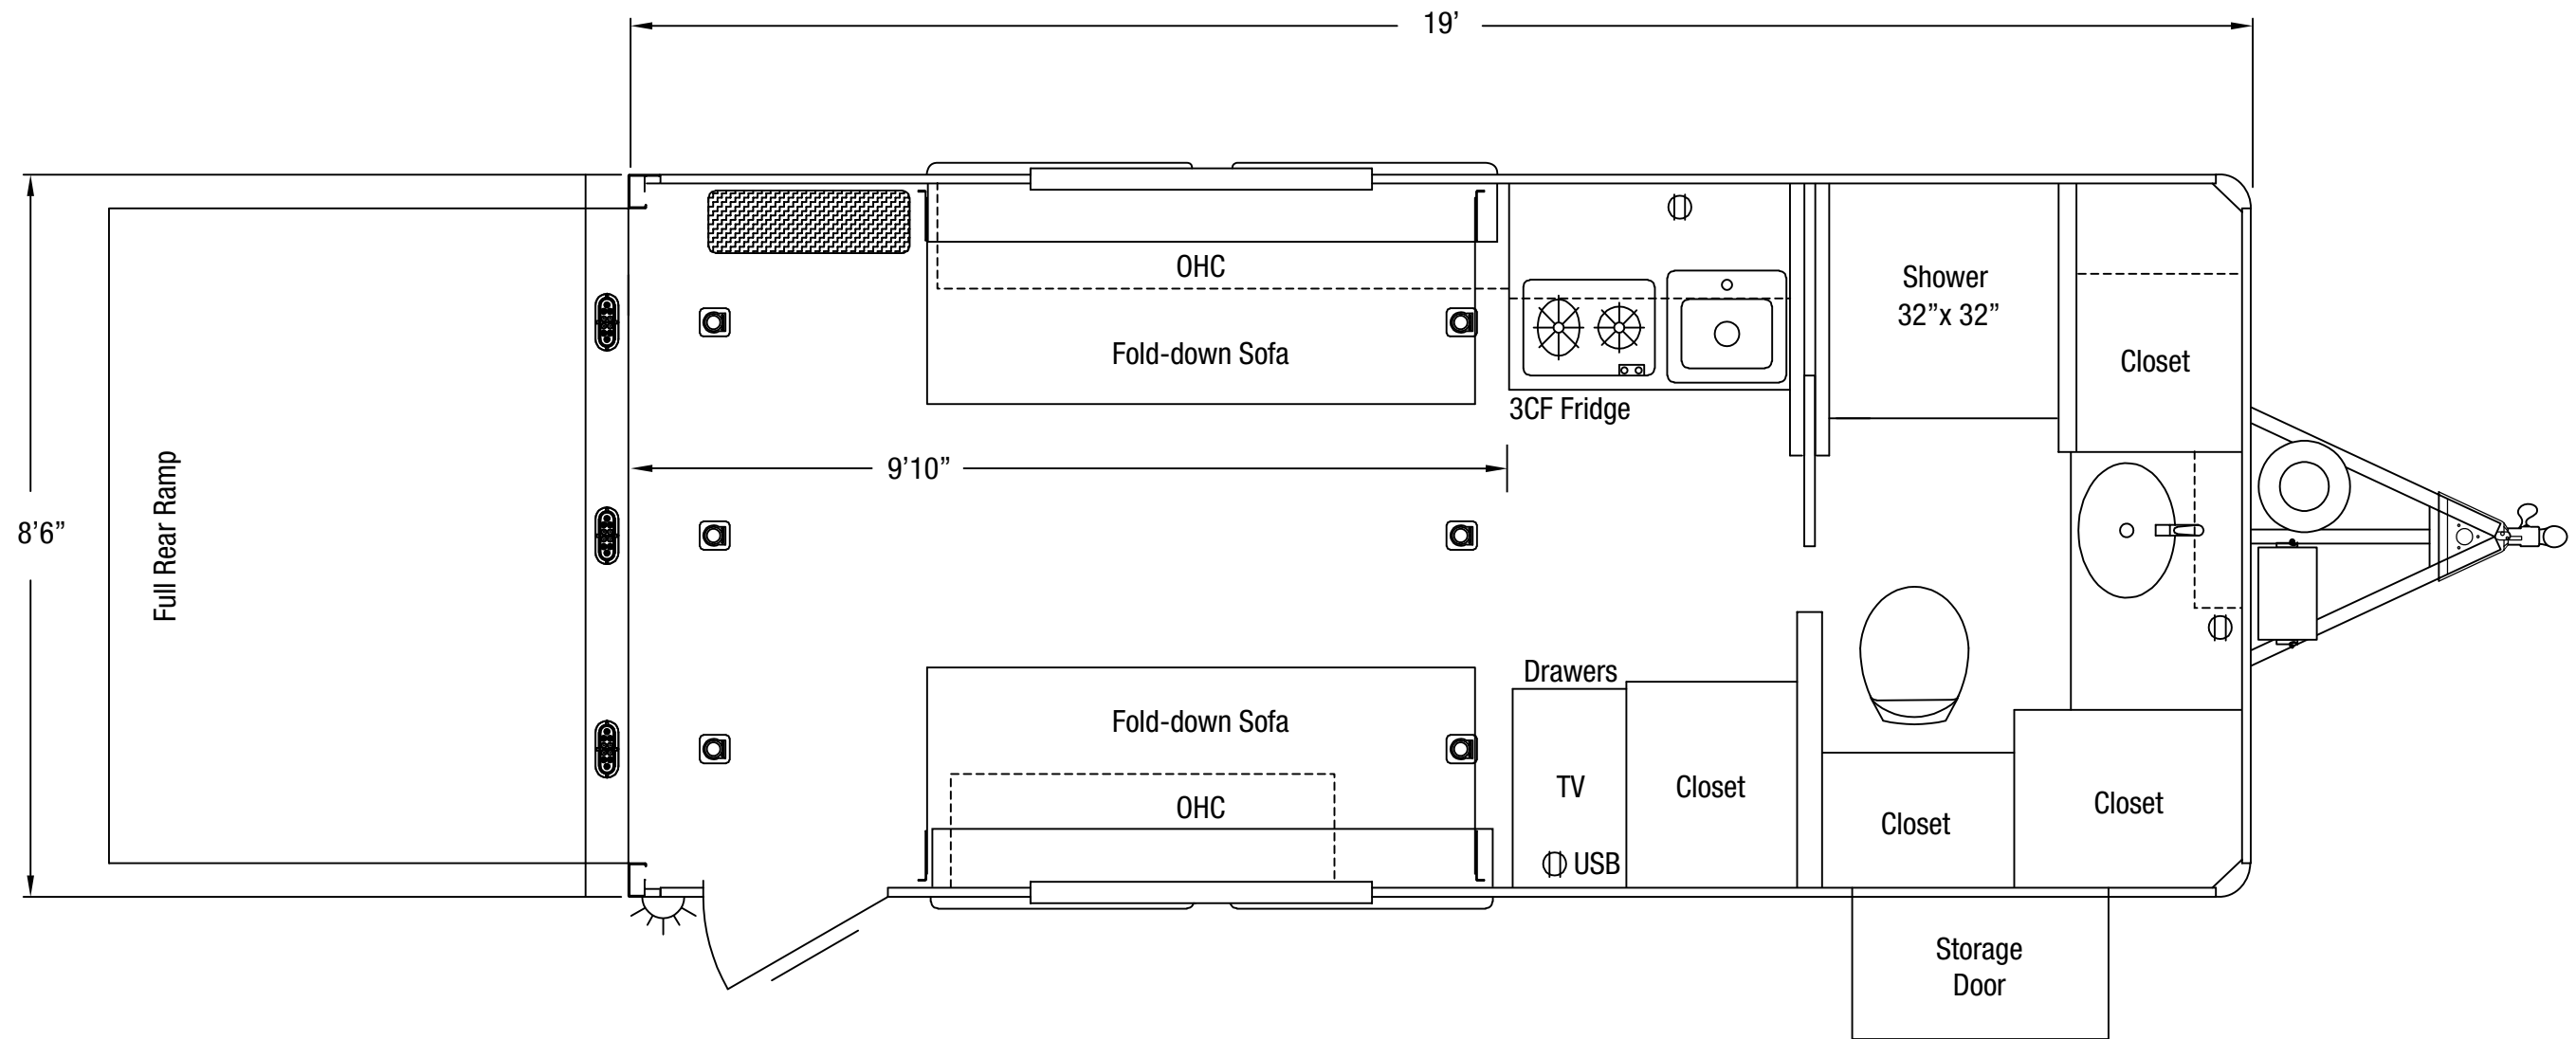 19’
OHC
Shower
32”x 32”
Fold-down Sofa
Closet
3CF Fridge
9’10”
8’6”
Full Rear Ramp
Drawers
Fold-down Sofa
TV
Closet
OHC
Closet
Closet
USB
Storage
Door